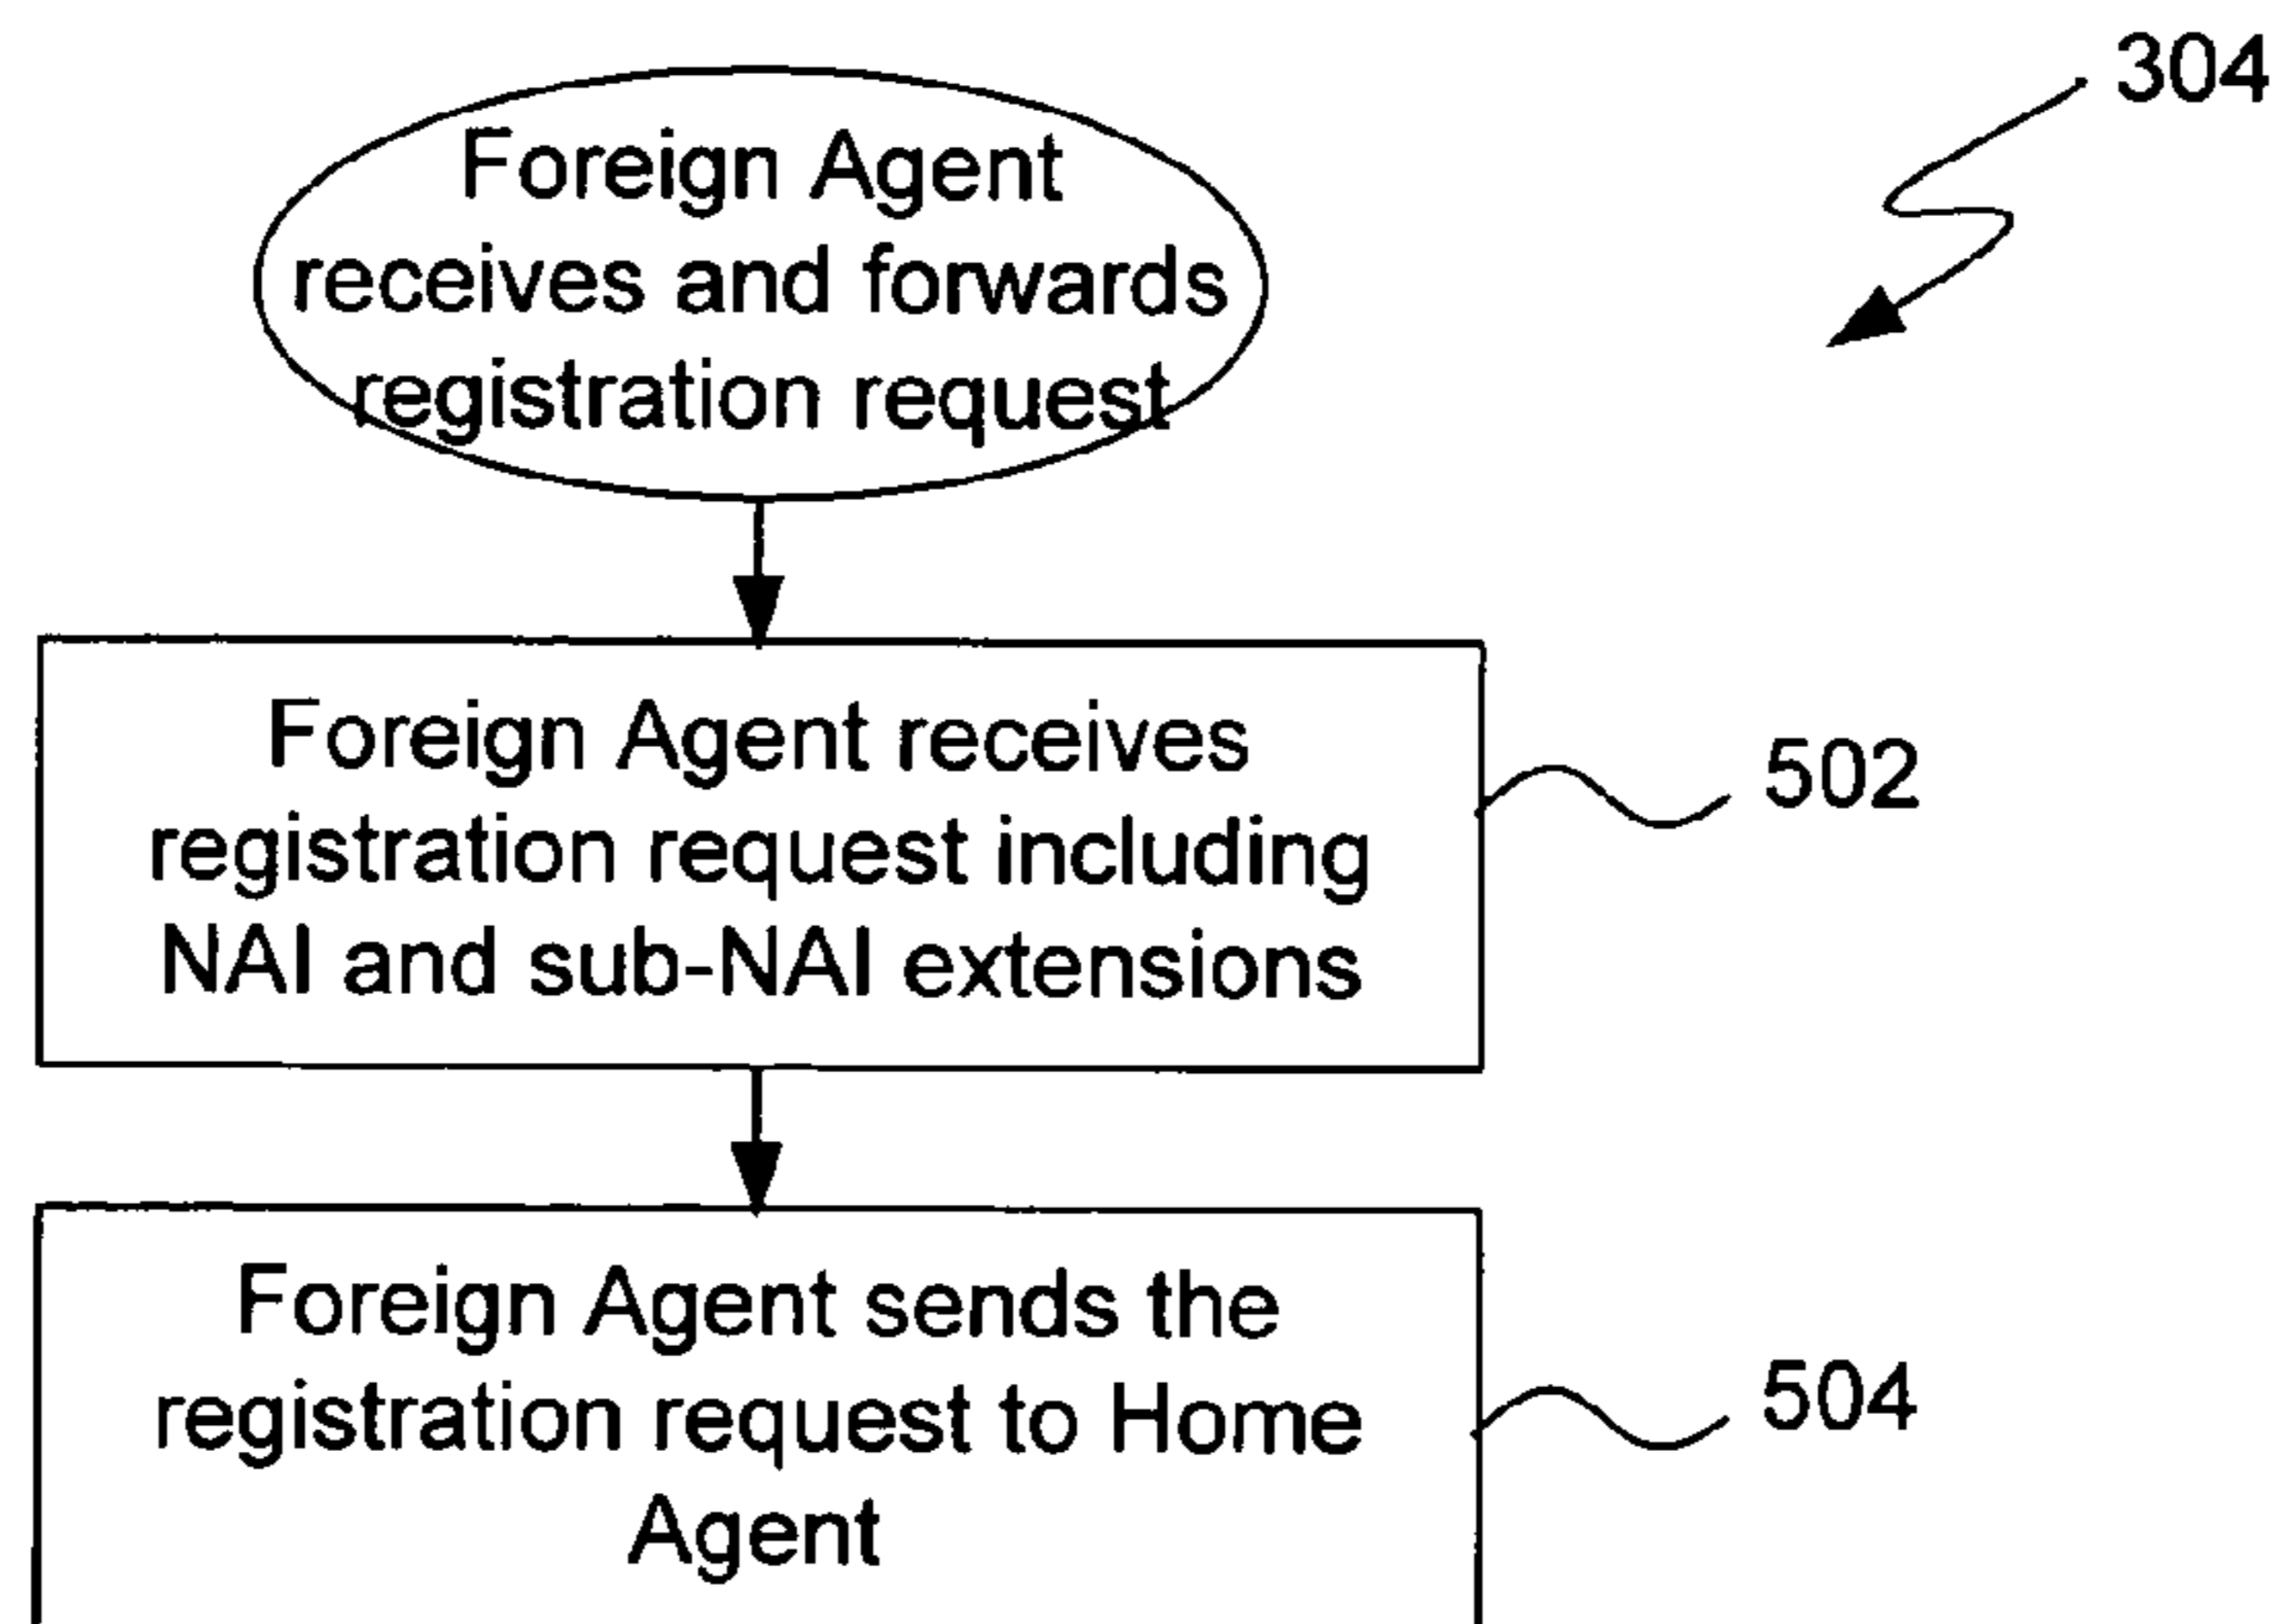 304
Foreign Agent
receives and forwards
registration request
Foreign Agent receives
registration request including
NAI and sub-NAI extensions
502
Foreign Agent sends the
registration request to Home
Agent
504